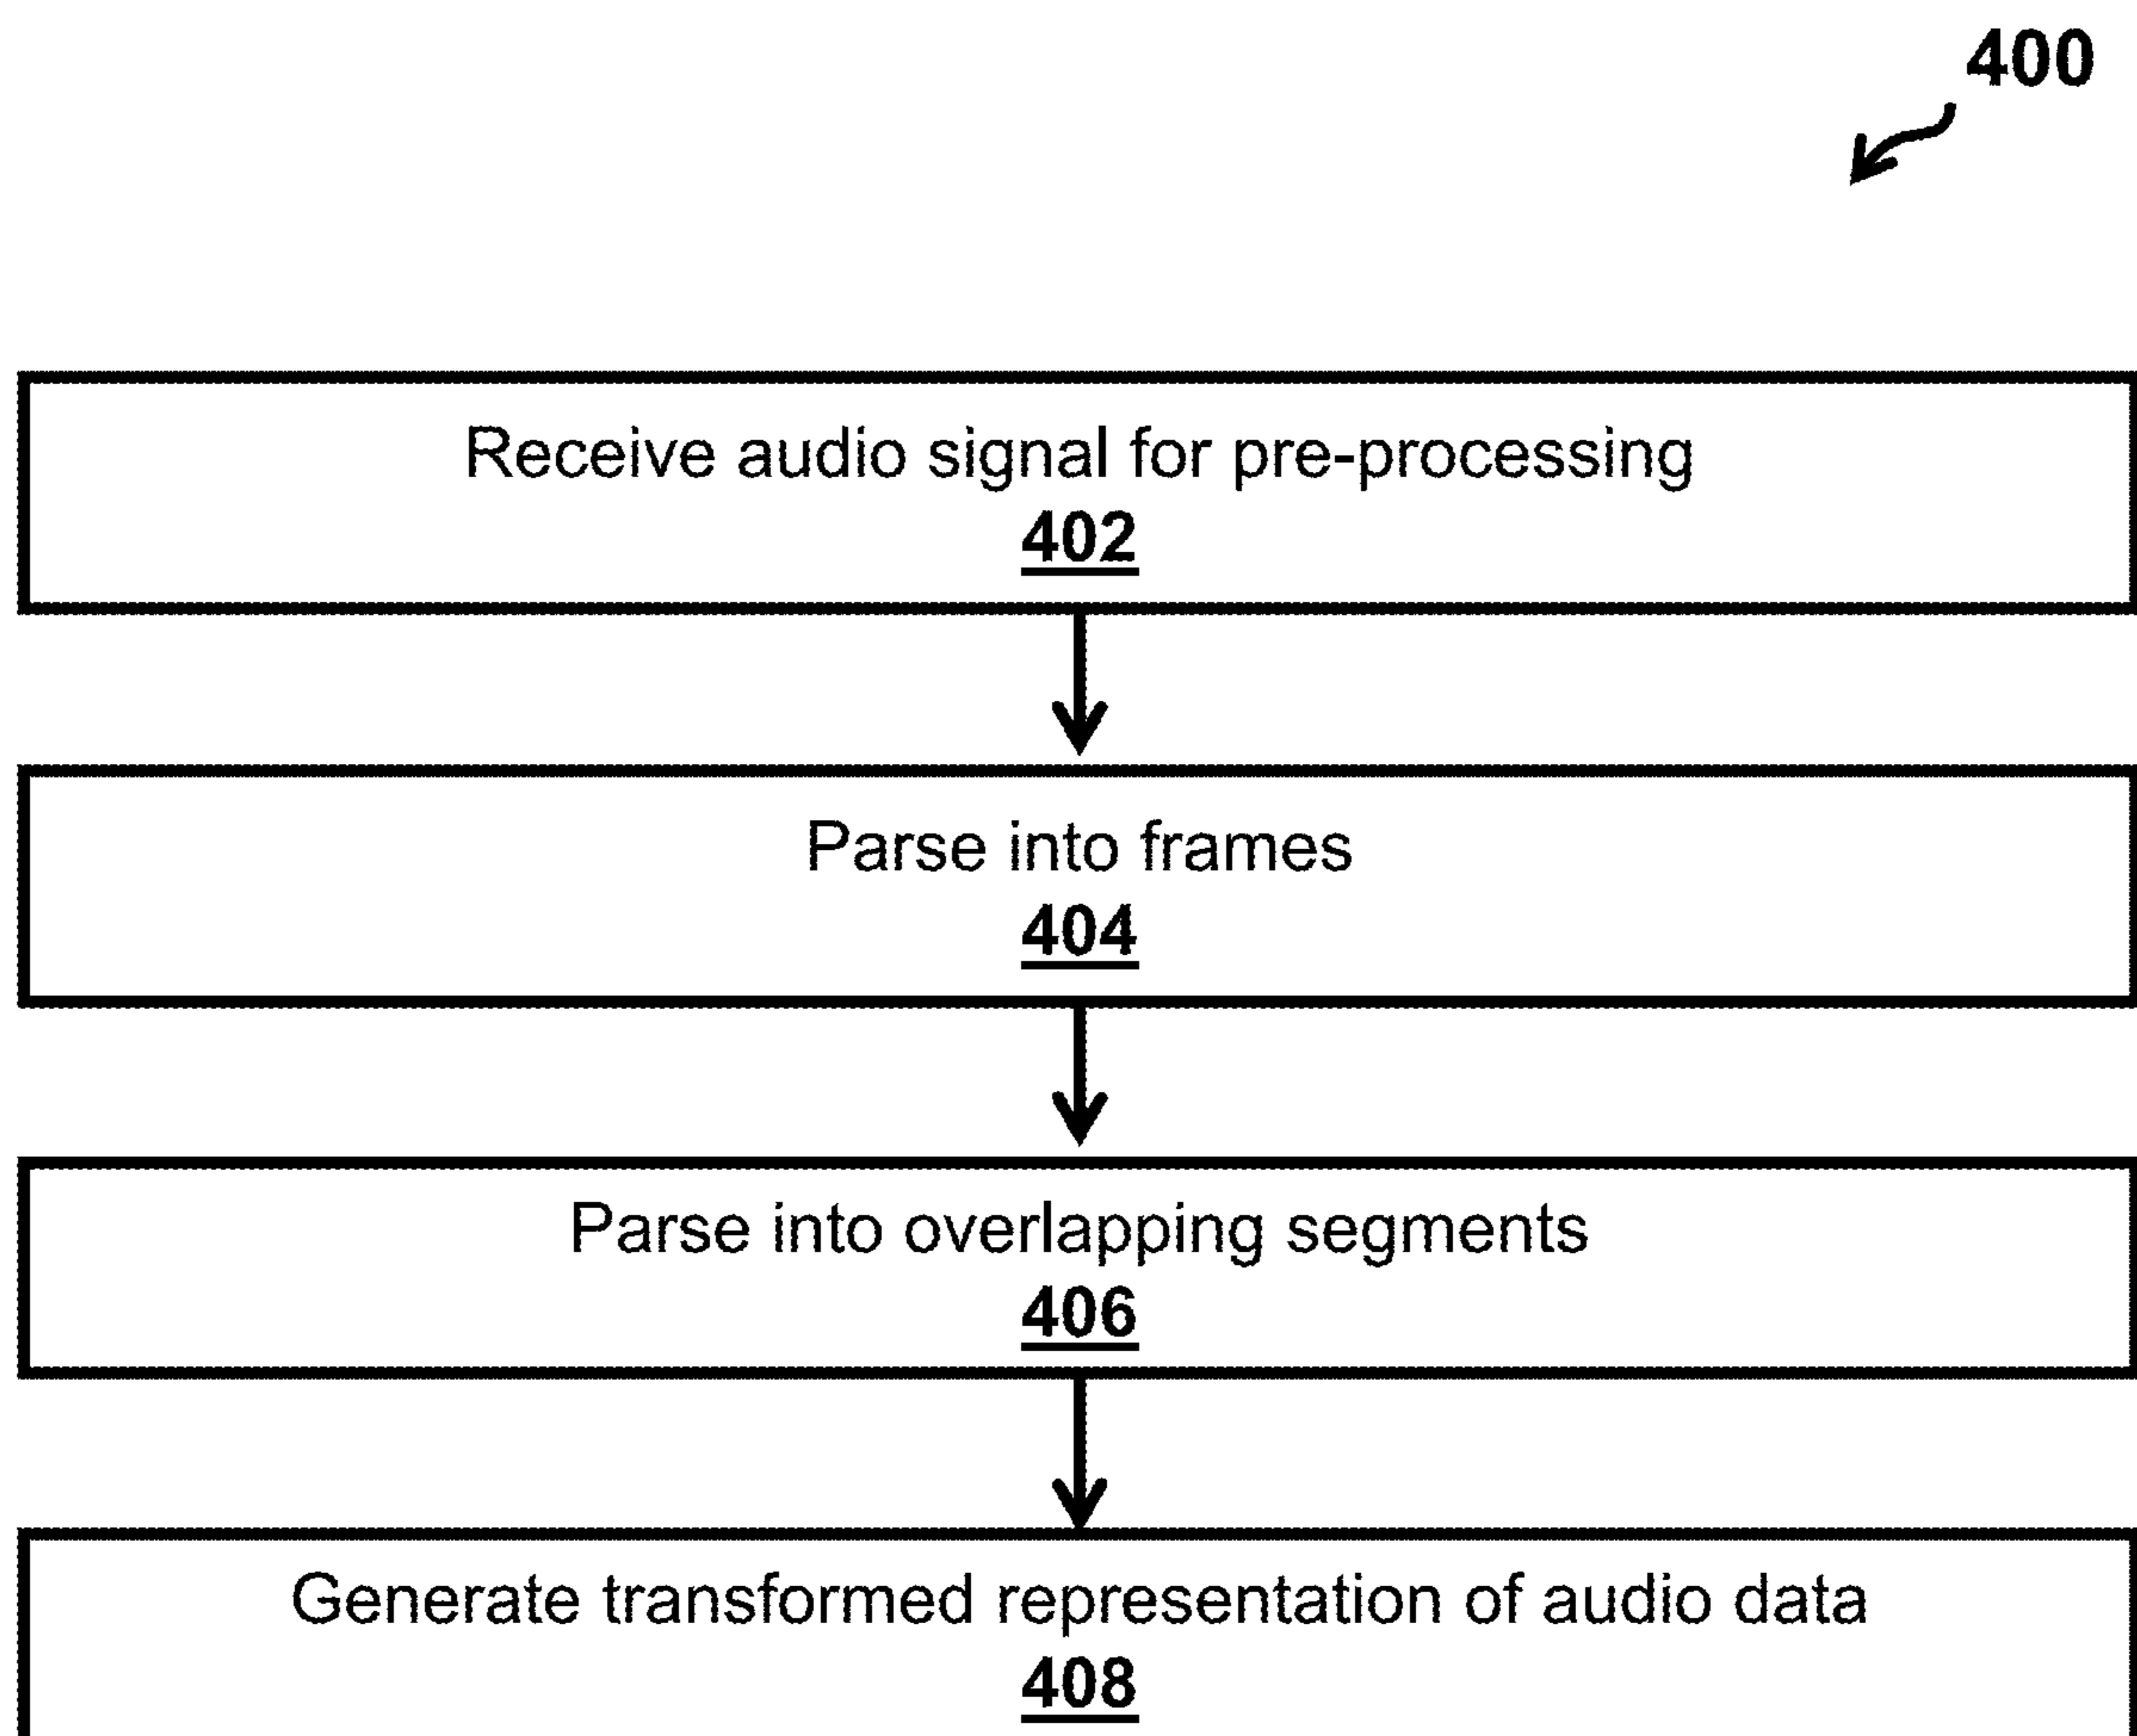 400
Receive audio signal for pre-processing
402
Parse into frames
404
Parse into overlapping segments
406
Generate transformed representation of audio data
408